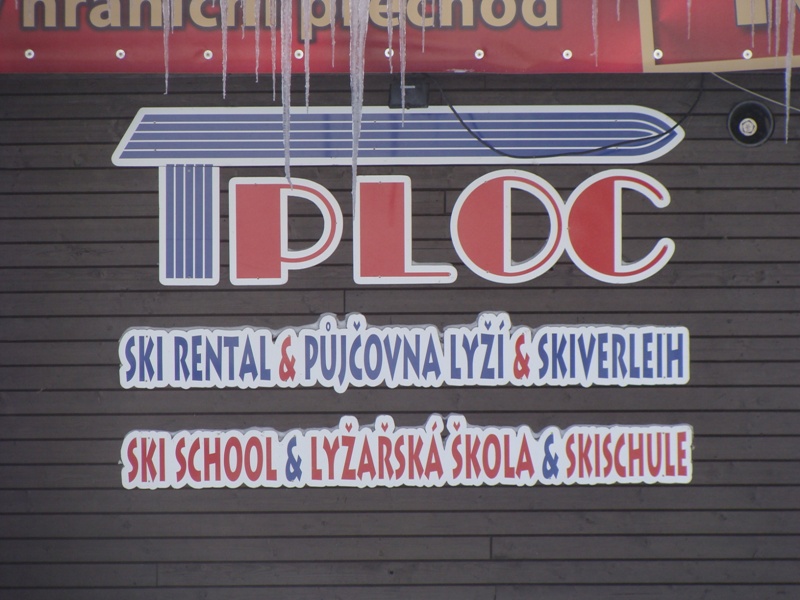 hraniční přechod
TPLOC
SKI RENTAL & PŮJČOVNA LYŽÍ & SKIVERLEIH
SKI SCHOOL & LYŽAŘSKÁ ŠKOLA & SKISCHULE